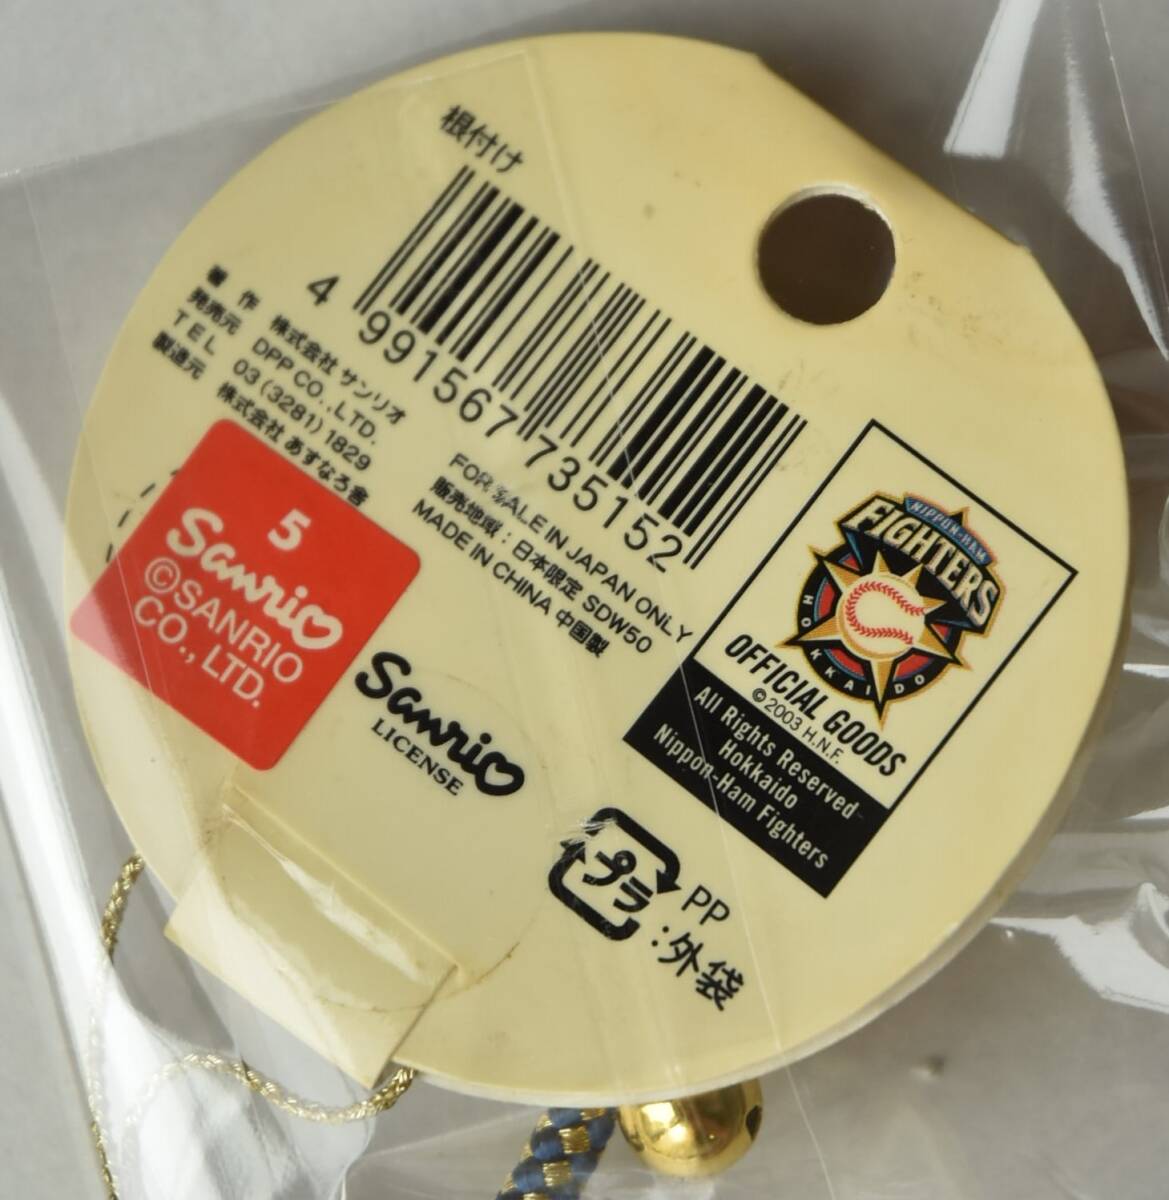 根付け
4 991567 735152
著 作 株式会社 サンリオ
発売元 DPP CO.,LTD.
TEL 03(3281)1829
製造元 株式会社 あすなろ舎
FOR SALE IN JAPAN ONLY
販売地域:日本限定 SDW50
MADE IN CHINA 中国製
5
Sanrio
©SANRIO
CO., LTD.
Sanrio
LICENSE
NIPPON-HAM
FIGHTERS
HOKKAIDO
OFFICIAL GOODS
©2003 H.N.F.
All Rights Reserved
Hokkaido
Nippon-Ham Fighters
プラ
PP
:外袋